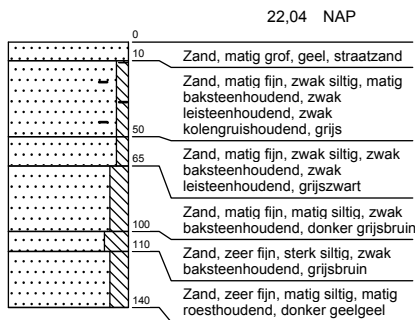 22,04 NAP
0
10
Zand, matig grof, geel, straatzand
Zand, matig fijn, zwak siltig, matig
baksteenhoudend, zwak
leisteenhoudend, zwak
kolengruishoudend, grijs
50
Zand, matig fijn, zwak siltig, zwak
baksteenhoudend, zwak
leisteenhoudend, grijszwart
65
Zand, matig fijn, matig siltig, zwak
baksteenhoudend, donker grijsbruin
100
110
Zand, zeer fijn, sterk siltig, zwak
baksteenhoudend, grijsbruin
Zand, zeer fijn, matig siltig, matig
roesthoudend, donker geelgeel
140